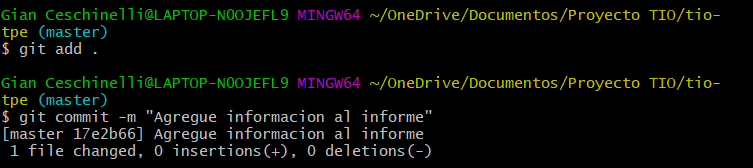 Gian Ceschinelli@LAPTOP-N0OJEFL9 MINGW64 ~/OneDrive/Documentos/Proyecto TIO/tio-
tpe (master)
$ git add .
Gian Ceschinelli@LAPTOP-N0OJEFL9 MINGW64 ~/OneDrive/Documentos/Proyecto TIO/tio-
tpe (master)
$ git commit -m "Agregue informacion al informe"
[master 17e2b66] Agregue informacion al informe
 1 file changed, 0 insertions(+), 0 deletions(-)